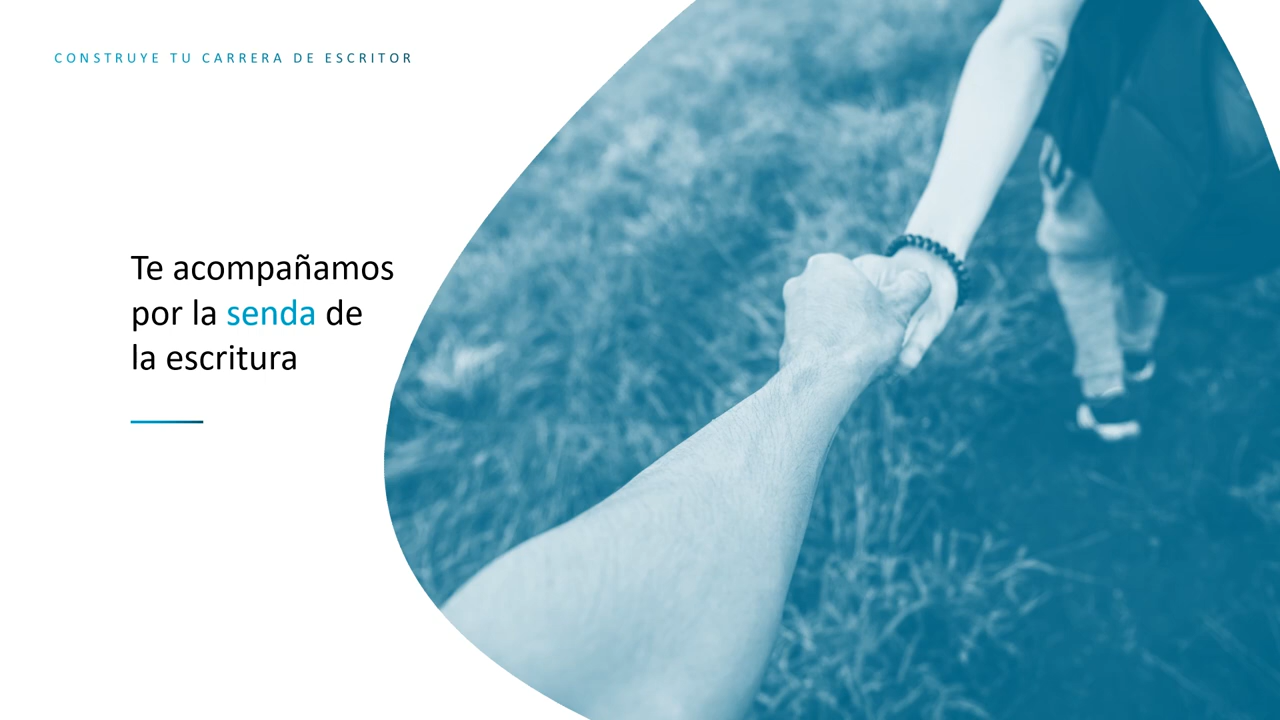 CONSTRUYE TU CARRERA DE ESCRITOR
Te acompañamos
por la senda de
la escritura